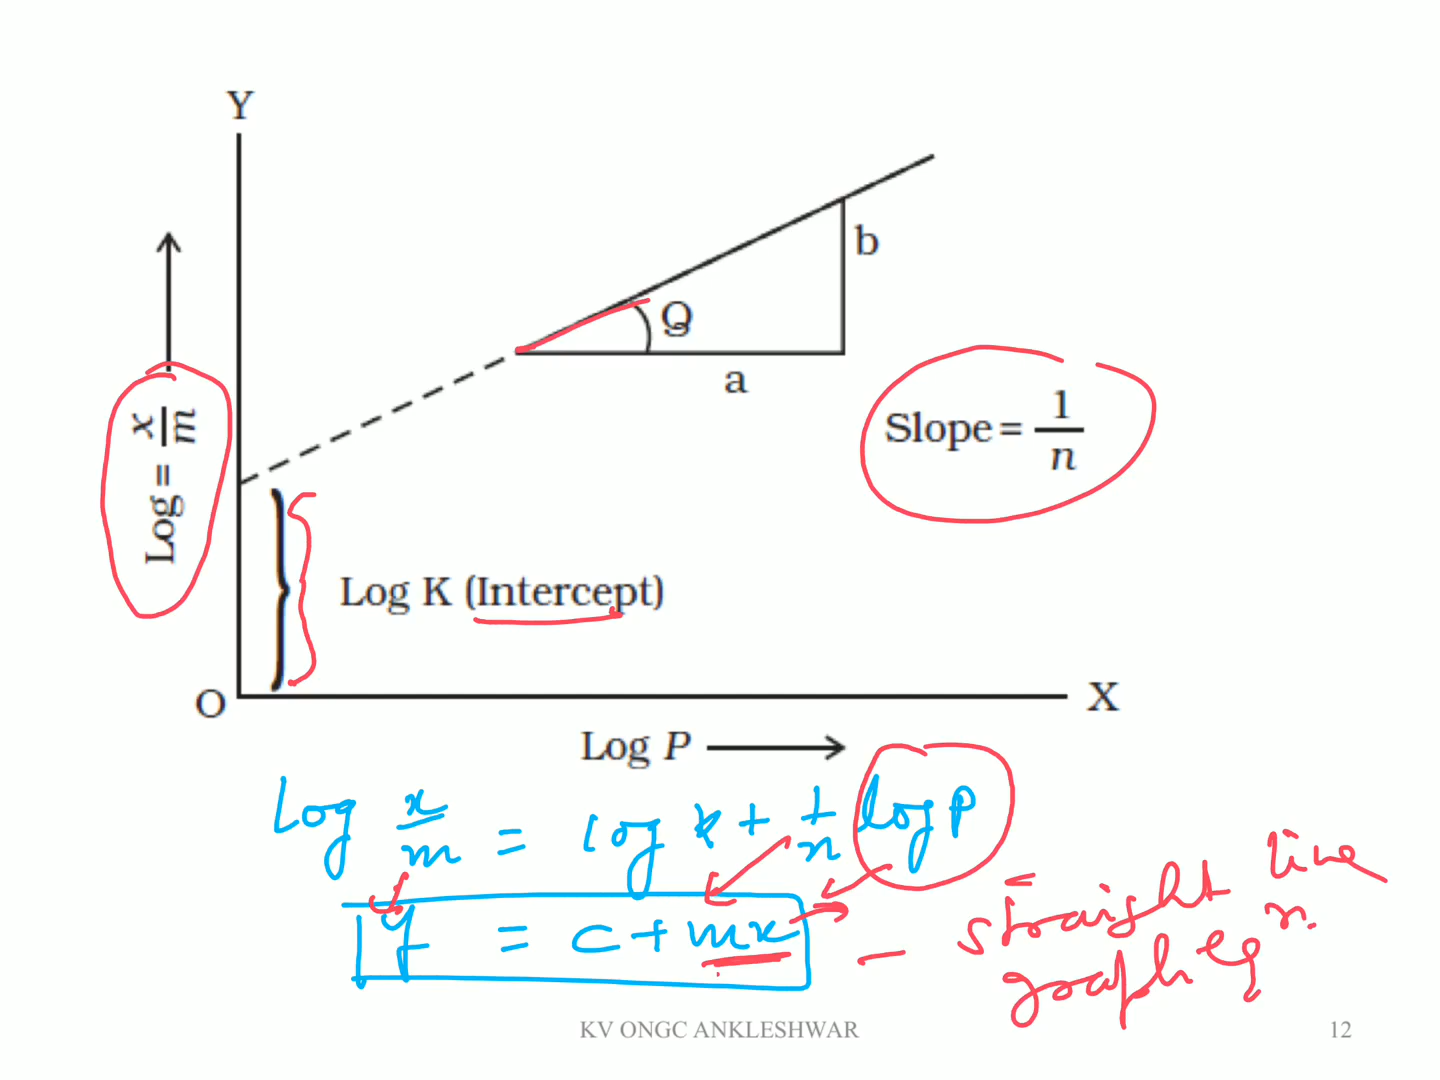 Y
b
Q
a
Log = x/m
Slope = 1/n
Log K (Intercept)
O
X
Log P
Log x/m = log k + 1/n log P
y = c + mx
– straight line
graph eqn.
KV ONGC ANKLESHWAR
12